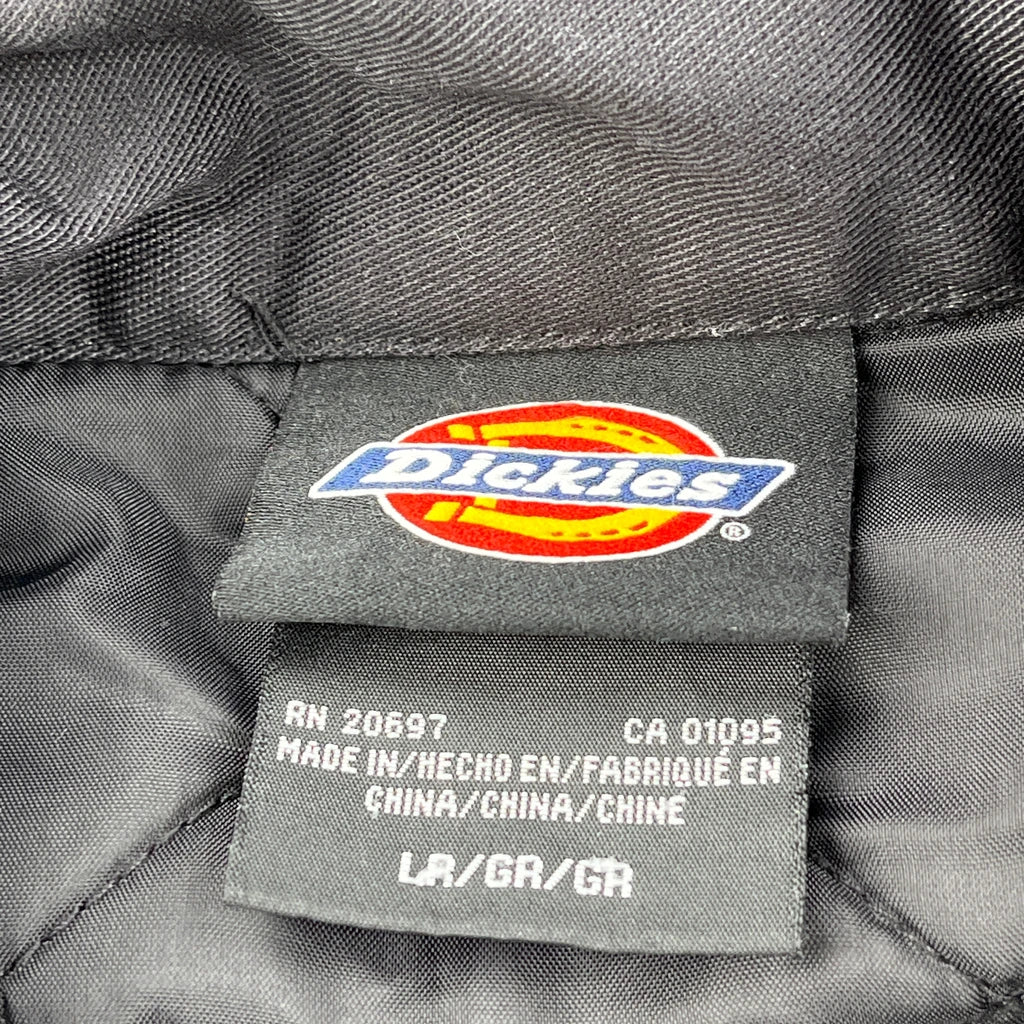 Dickies
®
RN 20697 CA 01095
MADE IN/HECHO EN/FABRIQUÉ EN
CHINA/CHINA/CHINE
LR/GR/GR